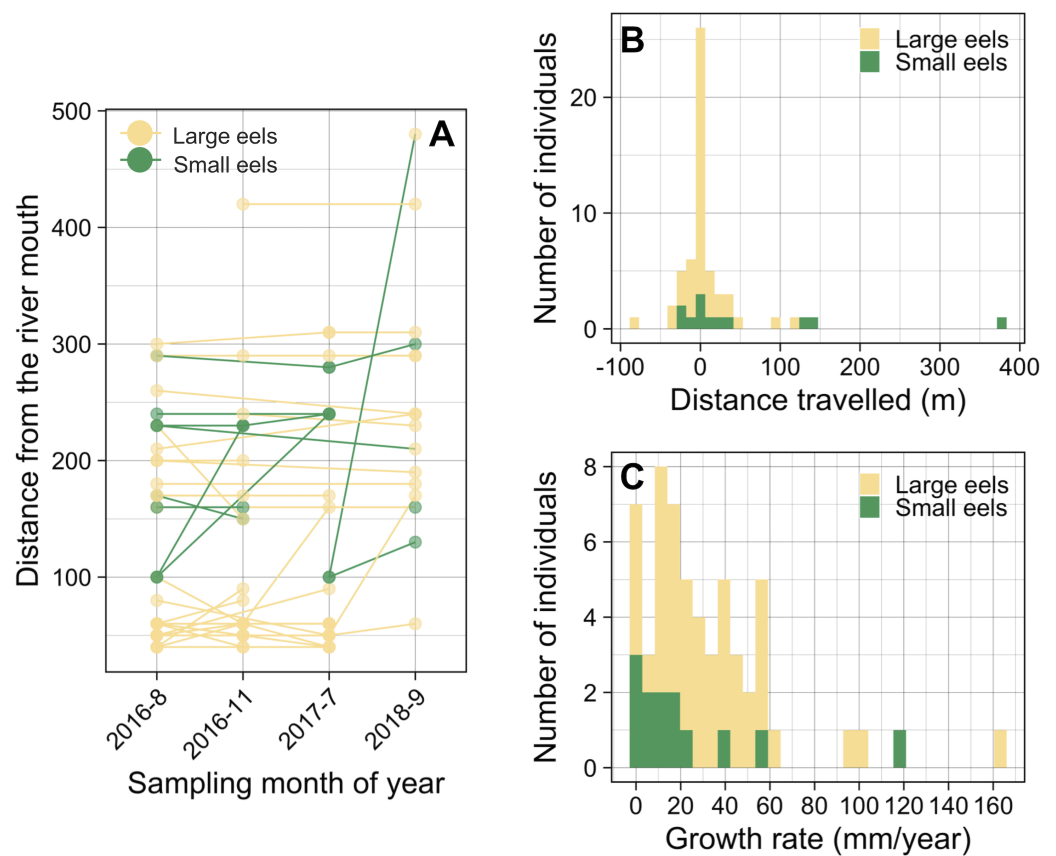 A
Large eels
Small eels
500
400
300
200
100
Distance from the river mouth
2016-8
2016-11
2017-7
2018-9
Sampling month of year
B
Large eels
Small eels
20
10
0
Number of individuals
-100
0
100
200
300
400
Distance travelled (m)
C
Large eels
Small eels
8
6
4
2
0
Number of individuals
0
20
40
60
80
100
120
140
160
Growth rate (mm/year)